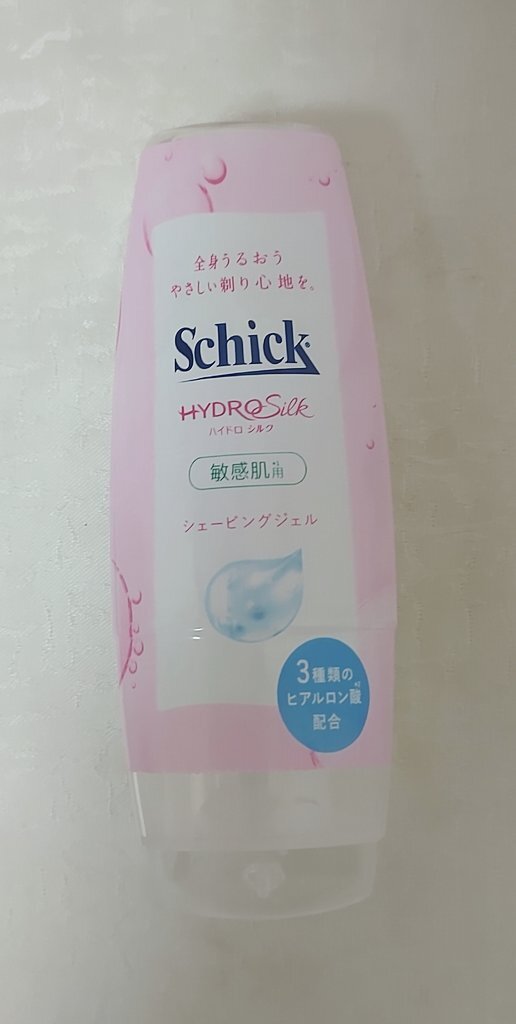 全身うるおう
やさしい剃り心地を。
Schick
HYDROSilk
ハイドロ シルク
敏感肌用
シェービングジェル
3種類の
ヒアルロン酸
配合